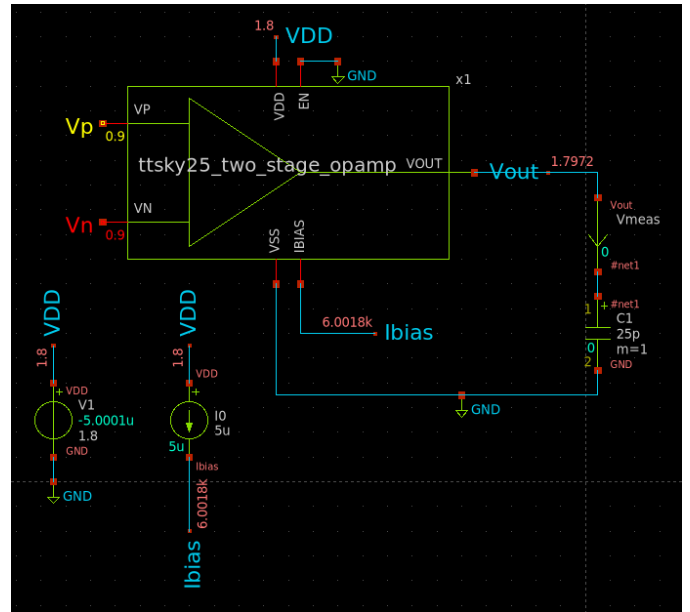 1.8
VDD
GND
x1
VDD
EN
VP
Vp
0.9
ttsky25_two_stage_opamp
VOUT
Vout
1.7972
VN
Vn
0.9
VSS
IBIAS
Vout
Vmeas
0
#net1
6.0018k
Ibias
1
+
#net1
C1
25p
0
m=1
2
GND
GND
VDD
1.8
+
VDD
V1
-5.0001u
1.8
GND
GND
VDD
1.8
+
VDD
I0
5u
5u
Ibias
6.0018k
Ibias